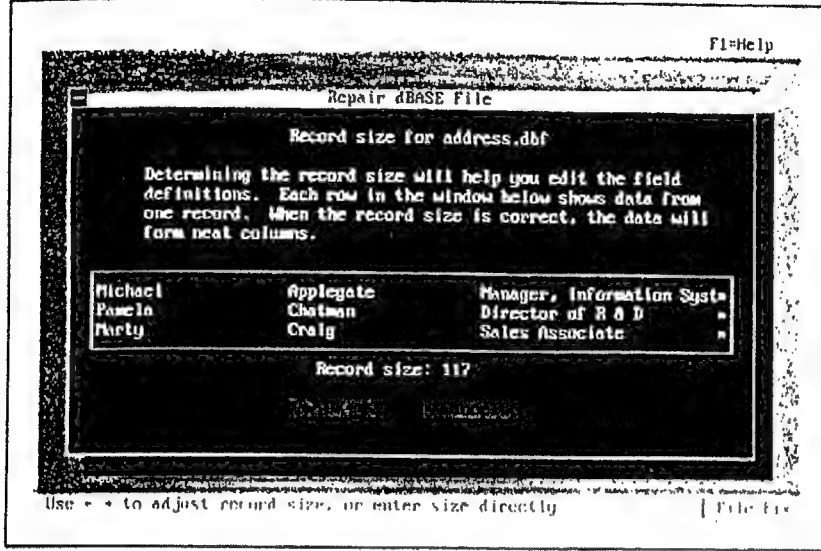 F1=Help
Repair dBASE File
Record size for address.dbf
Determining the record size will help you edit the field
definitions. Each row in the window below shows data from
one record. When the record size is correct, the data will
form neat columns.
Michael Applegate Manager, Information Syst
Pamela Chatman Director of R & D
Marty Craig Sales Associate
Record size: 117
Use ← → to adjust record size, or enter size directly
File Fix